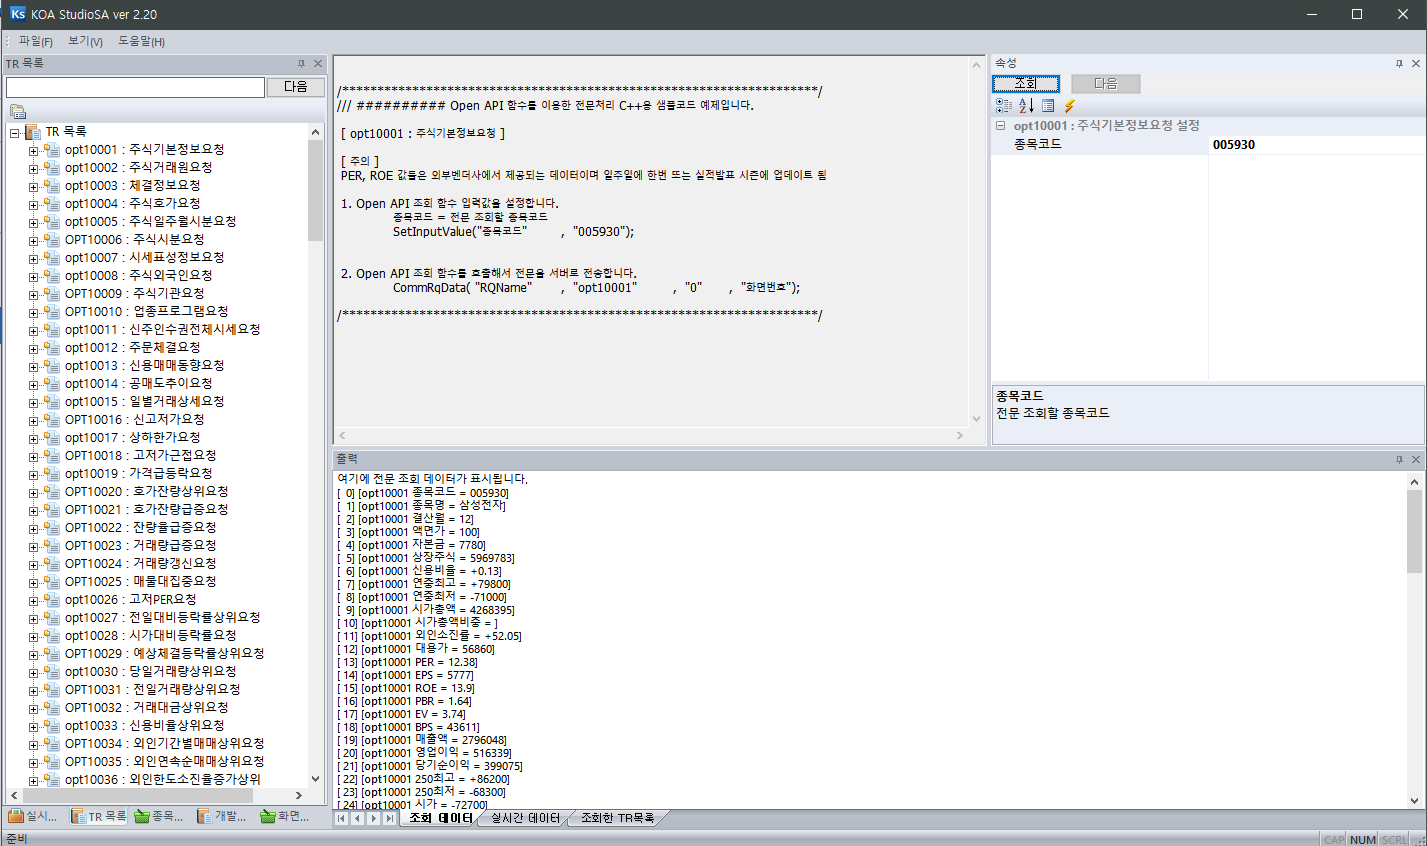 Ks KOA StudioSA ver 2.20
파일(F) 보기(V) 도움말(H)
TR 목록
다음
TR 목록
opt10001 : 주식기본정보요청
opt10002 : 주식거래원요청
opt10003 : 체결정보요청
opt10004 : 주식호가요청
opt10005 : 주식일주월시분요청
OPT10006 : 주식시분요청
opt10007 : 시세표성정보요청
opt10008 : 주식외국인요청
OPT10009 : 주식기관요청
OPT10010 : 업종프로그램요청
opt10011 : 신주인수권전체시세요청
opt10012 : 주문체결요청
opt10013 : 신용매매동향요청
opt10014 : 공매도추이요청
opt10015 : 일별거래상세요청
OPT10016 : 신고저가요청
opt10017 : 상하한가요청
OPT10018 : 고저가근접요청
opt10019 : 가격급등락요청
OPT10020 : 호가잔량상위요청
OPT10021 : 호가잔량급증요청
OPT10022 : 잔량율급증요청
OPT10023 : 거래량급증요청
OPT10024 : 거래량갱신요청
OPT10025 : 매물대집중요청
opt10026 : 고저PER요청
opt10027 : 전일대비등락률상위요청
opt10028 : 시가대비등락률요청
OPT10029 : 예상체결등락률상위요청
opt10030 : 당일거래량상위요청
OPT10031 : 전일거래량상위요청
OPT10032 : 거래대금상위요청
opt10033 : 신용비율상위요청
OPT10034 : 외인기간별매매상위요청
OPT10035 : 외인연속순매매상위요청
opt10036 : 외인한도소진율증가상위
실시... TR 목록 종목... 개발... 화면...
/********************************************************************/
/// ########## Open API 함수를 이용한 전문처리 C++용 샘플코드 예제입니다.
[ opt10001 : 주식기본정보요청 ]
[ 주의 ]
PER, ROE 값들은 외부벤더사에서 제공되는 데이터이며 일주일에 한번 또는 실적발표 시즌에 업데이트 됨
1. Open API 조회 함수 입력값을 설정합니다.
종목코드 = 전문 조회할 종목코드
SetInputValue("종목코드" , "005930");
2. Open API 조회 함수를 호출해서 전문을 서버로 전송합니다.
CommRqData( "RQName" , "opt10001" , "0" , "화면번호");
/********************************************************************/
속성
조회 다음
opt10001 : 주식기본정보요청 설정
종목코드 005930
종목코드
전문 조회할 종목코드
출력
여기에 전문 조회 데이터가 표시됩니다.
[ 0] [opt10001 종목코드 = 005930]
[ 1] [opt10001 종목명 = 삼성전자]
[ 2] [opt10001 결산월 = 12]
[ 3] [opt10001 액면가 = 100]
[ 4] [opt10001 자본금 = 7780]
[ 5] [opt10001 상장주식 = 5969783]
[ 6] [opt10001 신용비율 = +0.13]
[ 7] [opt10001 연중최고 = +79800]
[ 8] [opt10001 연중최저 = -71000]
[ 9] [opt10001 시가총액 = 4268395]
[ 10] [opt10001 시가총액비중 = ]
[ 11] [opt10001 외인소진률 = +52.05]
[ 12] [opt10001 대용가 = 56860]
[ 13] [opt10001 PER = 12.38]
[ 14] [opt10001 EPS = 5777]
[ 15] [opt10001 ROE = 13.9]
[ 16] [opt10001 PBR = 1.64]
[ 17] [opt10001 EV = 3.74]
[ 18] [opt10001 BPS = 43611]
[ 19] [opt10001 매출액 = 2796048]
[ 20] [opt10001 영업이익 = 516339]
[ 21] [opt10001 당기순이익 = 399075]
[ 22] [opt10001 250최고 = +86200]
[ 23] [opt10001 250최저 = -68300]
[ 24] [opt10001 시가 = -72700]
조회 데이터 실시간 데이터 조회한 TR목록
준비
CAP NUM SCRL